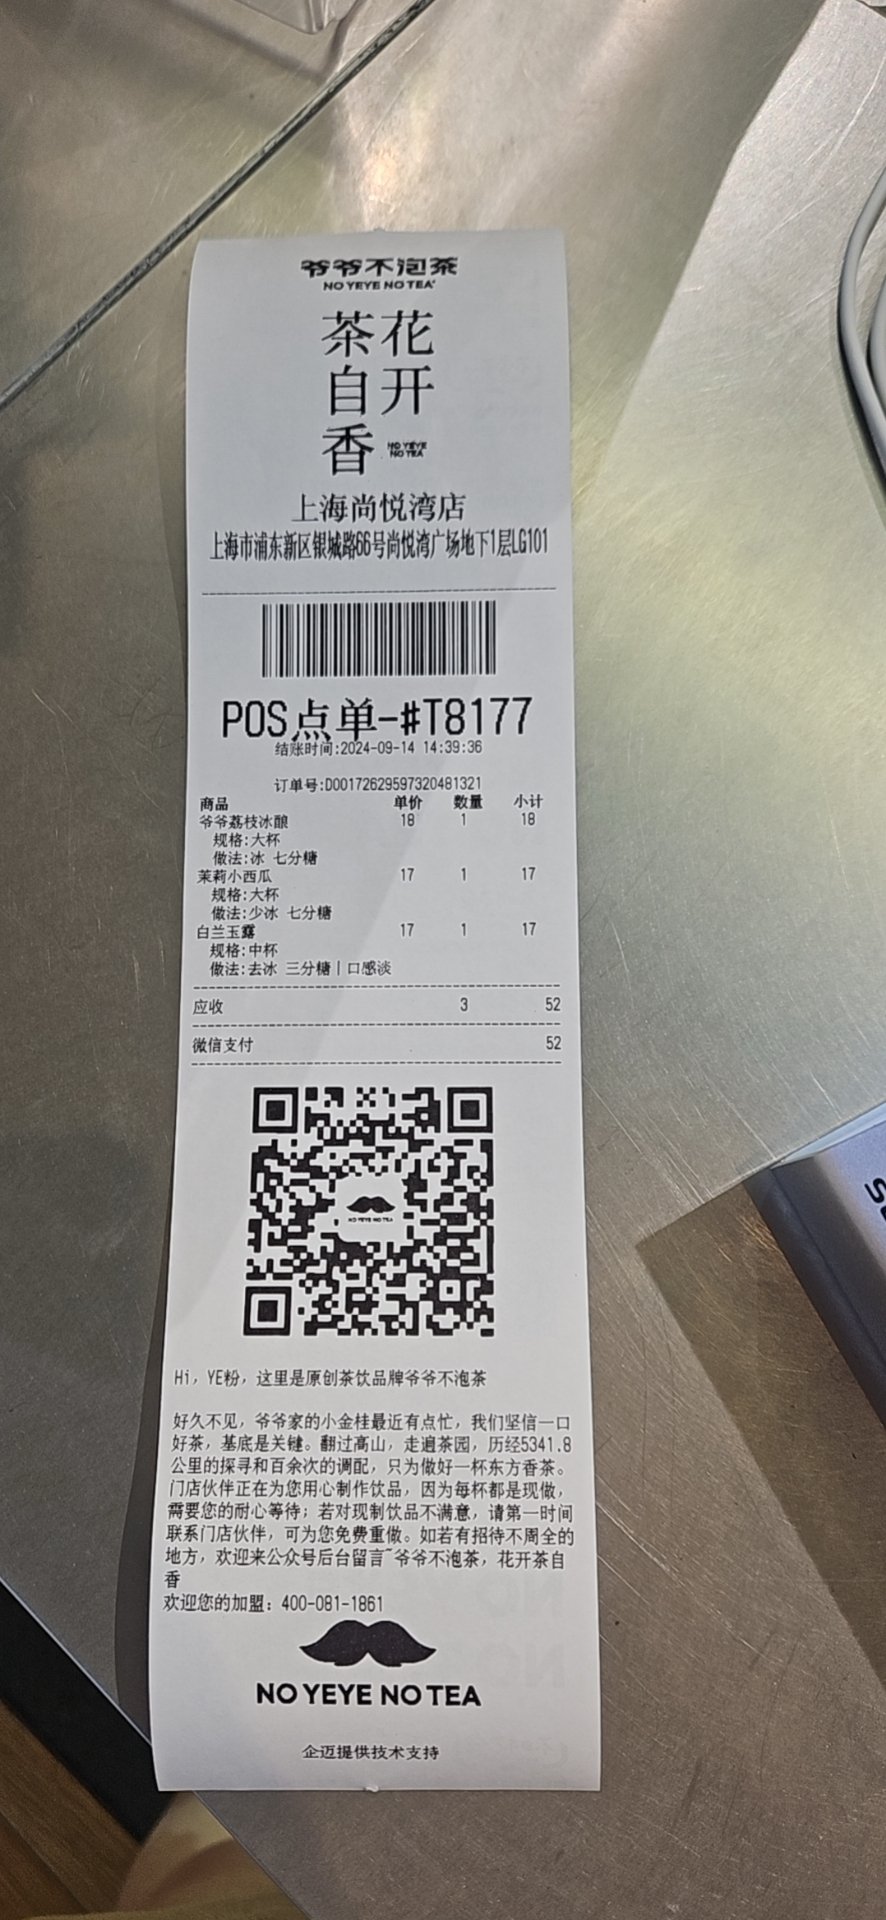 爷爷不泡茶
NO YEYE NO TEA
花开
茶自香
NO YEYE
NO TEA
上海尚悦湾店
上海市浦东新区银城路66号尚悦湾广场地下1层LG101
POS点单-#T8177
结账时间:2024-09-14 14:39:36
订单号:D00172629597320481321
商品 单价 数量 小计
爷爷荔枝冰酿 18 1 18
规格:大杯
做法:冰 七分糖
茉莉小西瓜 17 1 17
规格:大杯
做法:少冰 七分糖
白兰玉露 17 1 17
规格:中杯
做法:去冰 三分糖|口感淡
应收 3 52
微信支付 52
NO YEYE NO TEA
Hi, YE粉, 这里是原创茶饮品牌爷爷不泡茶
好久不见, 爷爷家的小金桂最近有点忙, 我们坚信一口
好茶, 基底是关键。翻过高山, 走遍茶园, 历经5341.8
公里的探寻和百余次的调配, 只为做好一杯东方香茶。
门店伙伴正在为您用心制作饮品, 因为每杯都是现做,
需要您的耐心等待; 若对现制饮品不满意, 请第一时间
联系门店伙伴, 可为您免费重做。如若有招待不周全的
地方, 欢迎来公众号后台留言~爷爷不泡茶, 花开茶自
香
欢迎您的加盟: 400-081-1861
NO YEYE NO TEA
企迈提供技术支持